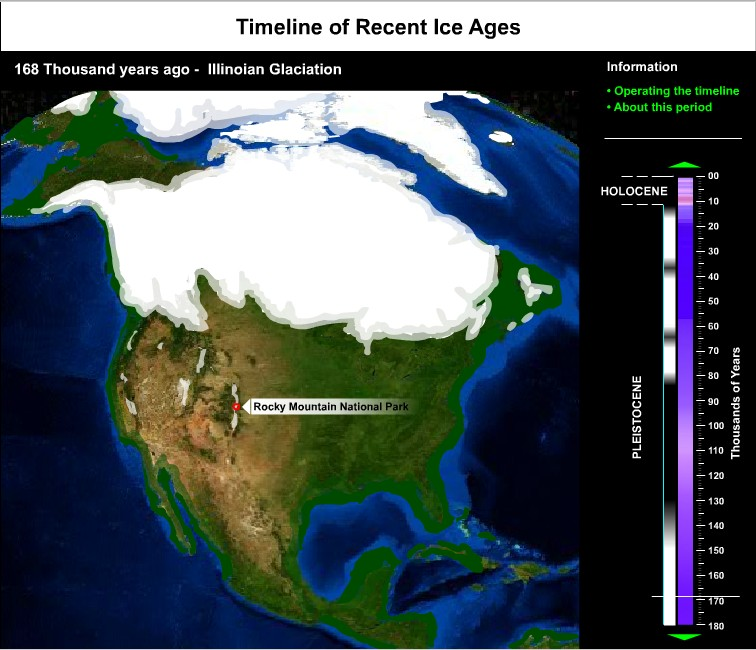 Timeline of Recent Ice Ages
168 Thousand years ago - Illinoian Glaciation
Information
• Operating the timeline
• About this period
Rocky Mountain National Park
HOLOCENE
PLEISTOCENE
00
10
20
30
40
50
60
70
80
90
100
110
120
130
140
150
160
170
180
Thousands of Years